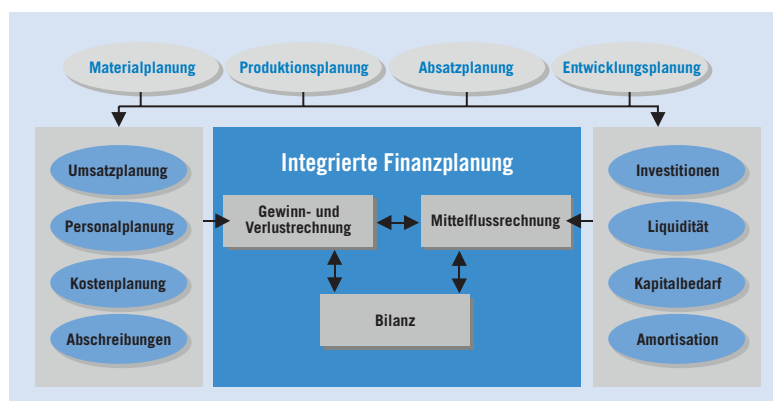 Materialplanung
Produktionsplanung
Absatzplanung
Entwicklungsplanung
Umsatzplanung
Personalplanung
Kostenplanung
Abschreibungen
Integrierte Finanzplanung
Gewinn- und
Verlustrechnung
Mittelflussrechnung
Bilanz
Investitionen
Liquidität
Kapitalbedarf
Amortisation